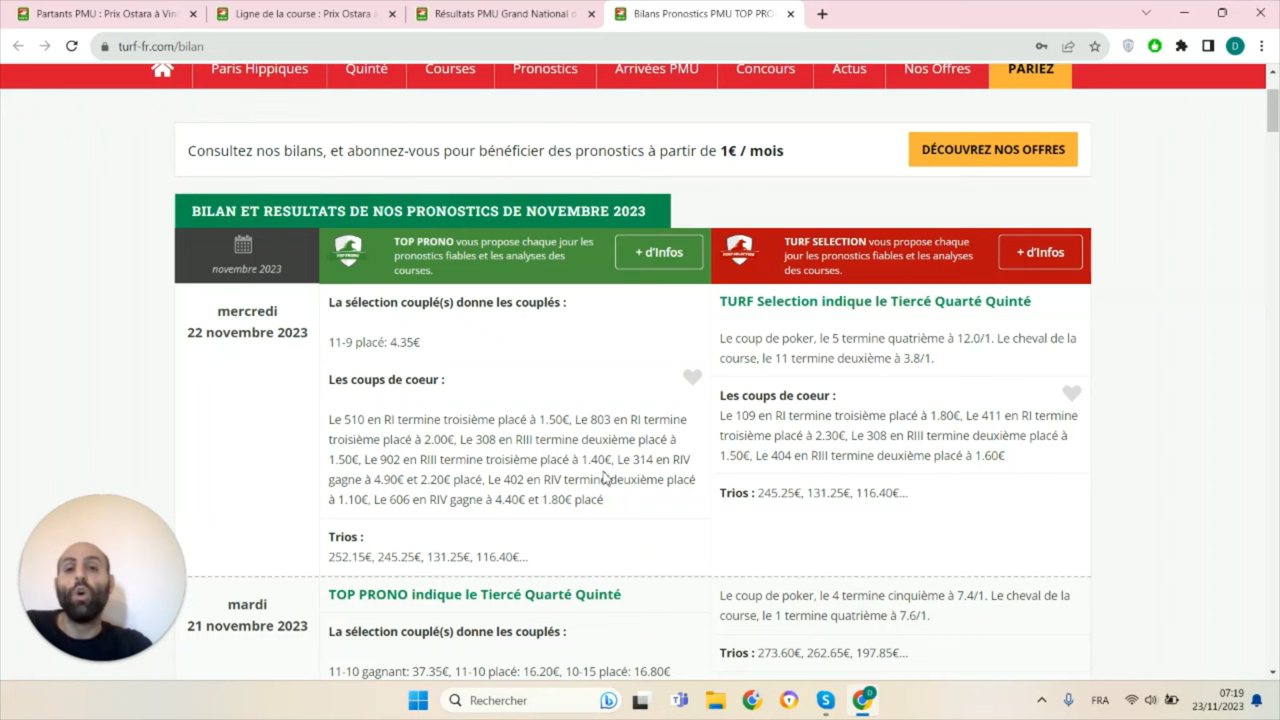 Partants PMU : Prix Ostara à Vin
Ligne de la course : Prix Ostara à
Résultats PMU Grand National d
Bilans Pronostics PMU TOP PRO
turf-fr.com/bilan
D
Paris Hippiques
Quinté
Courses
Pronostics
Arrivées PMU
Concours
Actus
Nos Offres
PARIEZ
Consultez nos bilans, et abonnez-vous pour bénéficier des pronostics à partir de 1€ / mois
DÉCOUVREZ NOS OFFRES
BILAN ET RESULTATS DE NOS PRONOSTICS DE NOVEMBRE 2023
novembre 2023
TOP PRONO
TOP PRONO vous propose chaque jour les
pronostics fiables et les analyses des
courses.
+ d'Infos
TURF SELECTION vous propose chaque
jour les pronostics fiables et les analyses
des courses.
+ d'Infos
mercredi
22 novembre 2023
La sélection couplé(s) donne les couplés :
11-9 placé: 4.35€
Les coups de coeur :
Le 510 en RI termine troisième placé à 1.50€, Le 803 en RI termine
troisième placé à 2.00€, Le 308 en RIII termine deuxième placé à
1.50€, Le 902 en RIII termine troisième placé à 1.40€, Le 314 en RIV
gagne à 4.90€ et 2.20€ placé, Le 402 en RIV termine deuxième placé
à 1.10€, Le 606 en RIV gagne à 4.40€ et 1.80€ placé
Trios :
252.15€, 245.25€, 131.25€, 116.40€...
TURF Selection indique le Tiercé Quarté Quinté
Le coup de poker, le 5 termine quatrième à 12.0/1. Le cheval de la
course, le 11 termine deuxième à 3.8/1.
Les coups de coeur :
Le 109 en RI termine troisième placé à 1.80€, Le 411 en RI termine
troisième placé à 2.30€, Le 308 en RIII termine deuxième placé à
1.50€, Le 404 en RIII termine deuxième placé à 1.60€
Trios : 245.25€, 131.25€, 116.40€...
mardi
21 novembre 2023
TOP PRONO indique le Tiercé Quarté Quinté
La sélection couplé(s) donne les couplés :
11-10 gagnant: 37.35€, 11-10 placé: 16.20€, 10-15 placé: 16.80€
Le coup de poker, le 4 termine cinquième à 7.4/1. Le cheval de la
course, le 1 termine quatrième à 7.6/1.
Trios : 273.60€, 262.65€, 197.85€...
Rechercher
FRA
07:19
23/11/2023